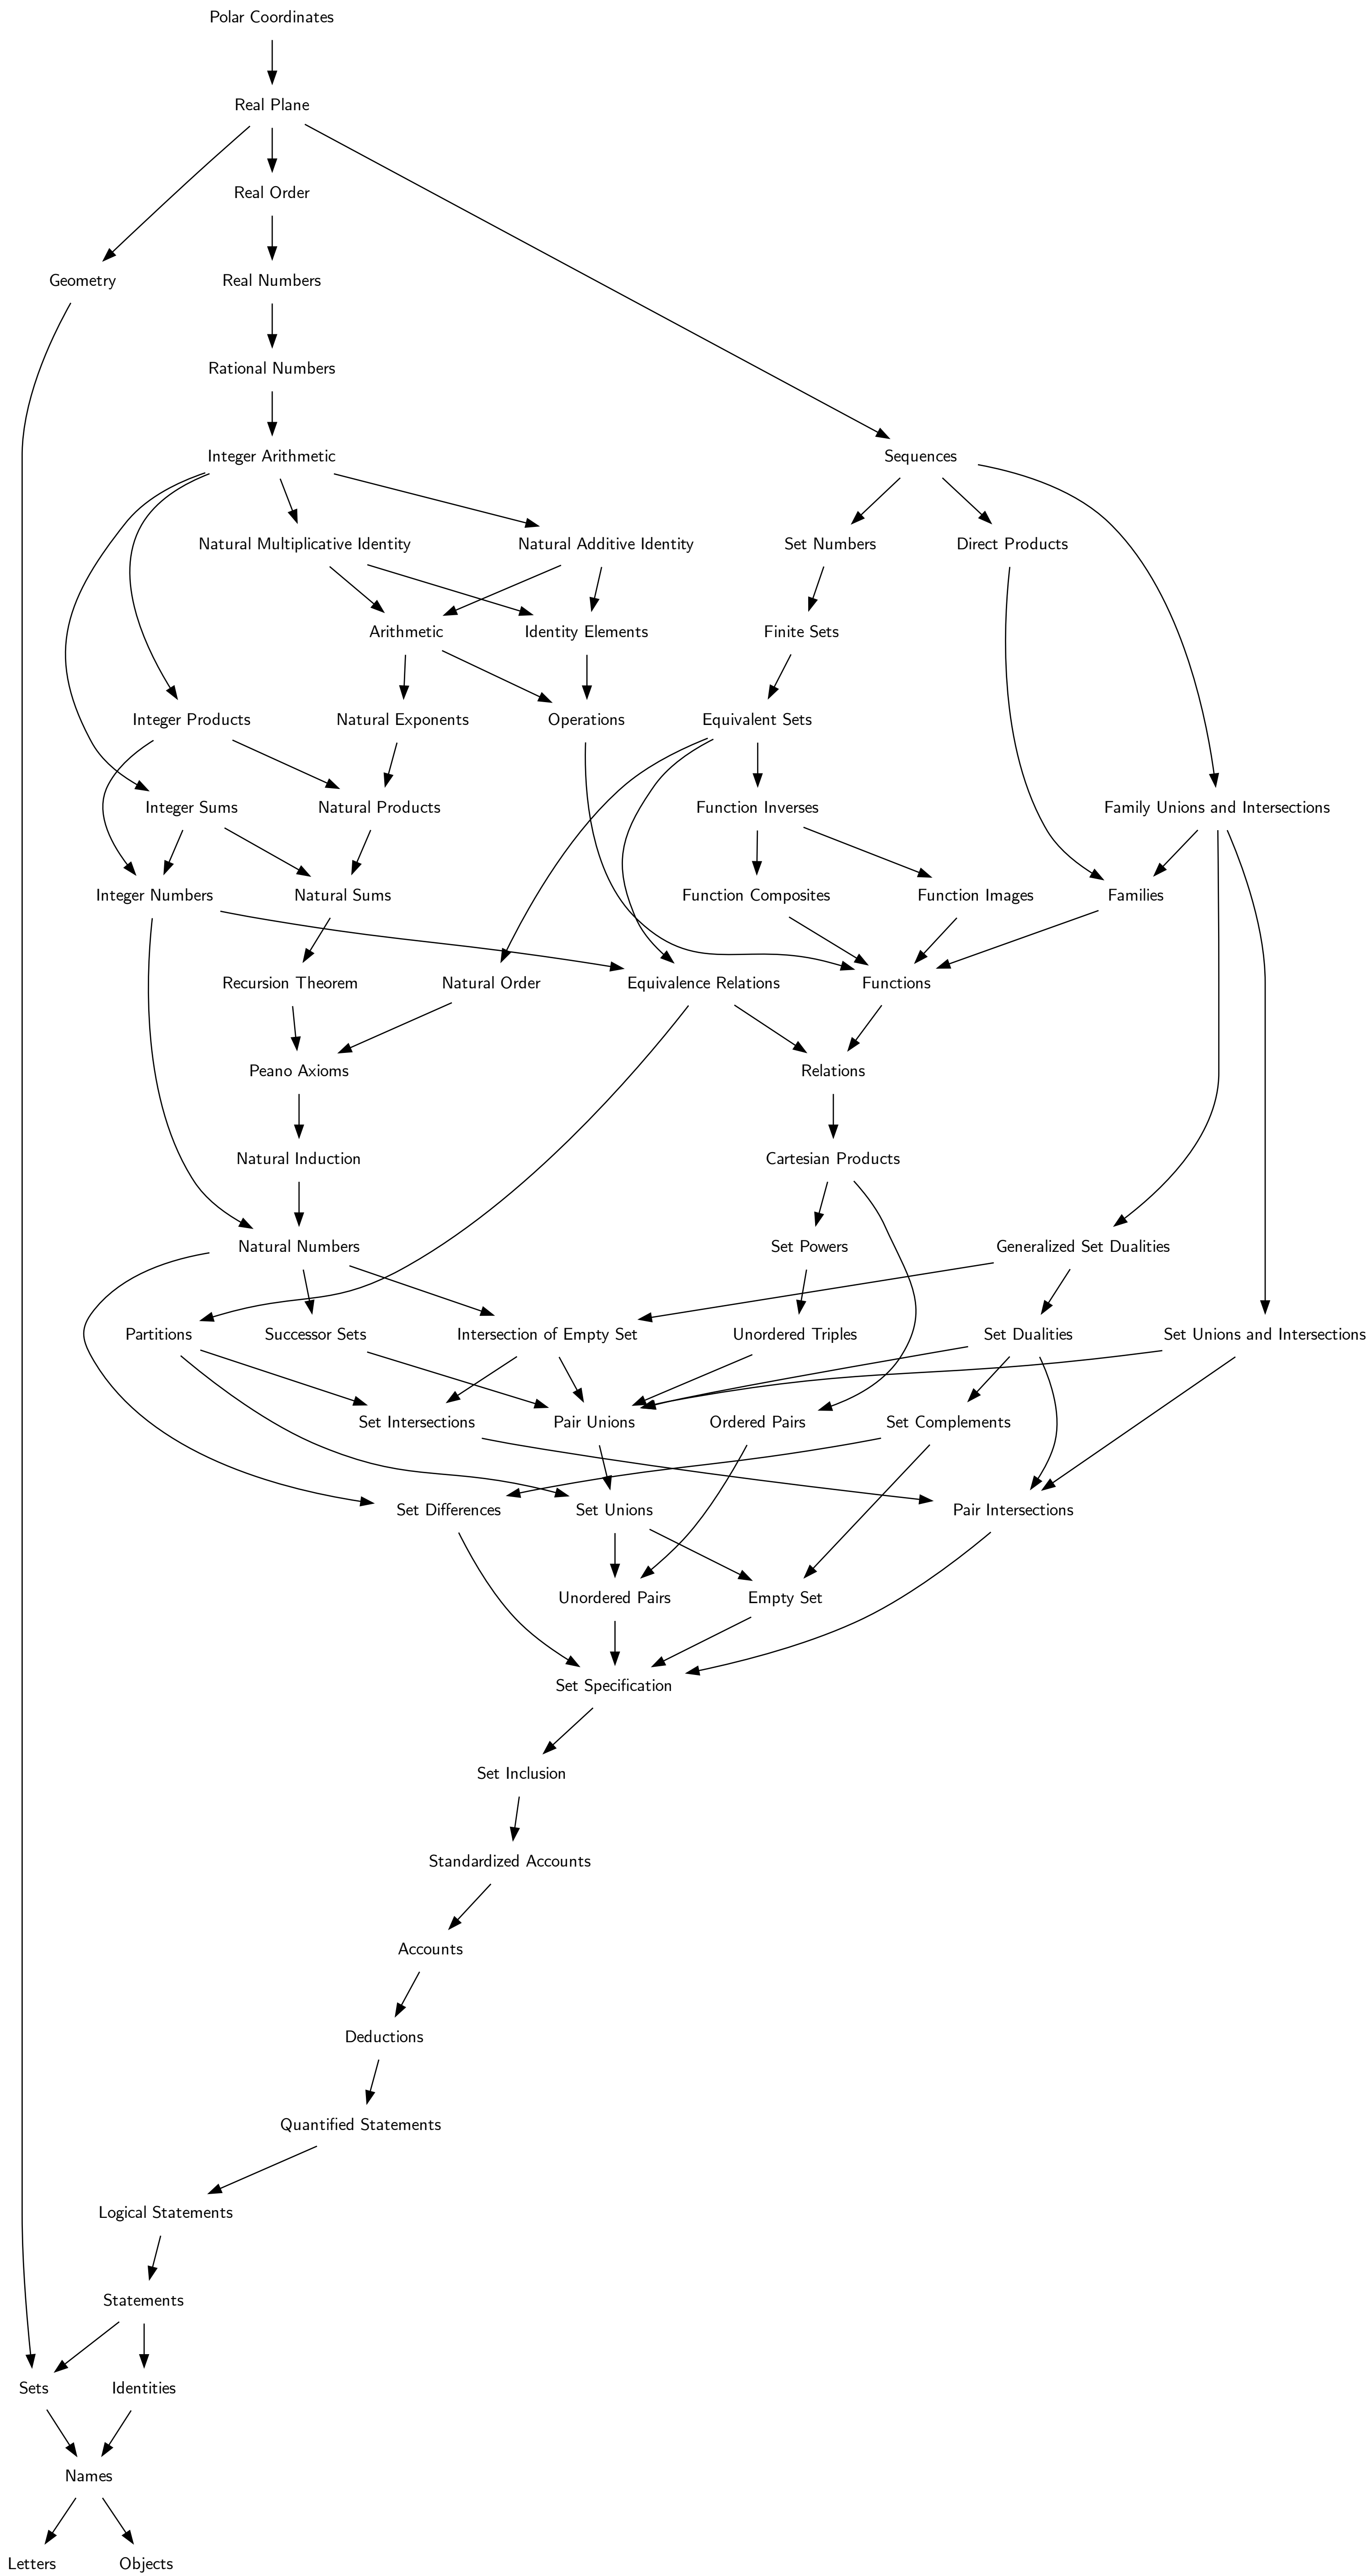 Polar Coordinates
Real Plane
Real Order
Geometry
Real Numbers
Rational Numbers
Integer Arithmetic
Sequences
Natural Multiplicative Identity
Natural Additive Identity
Set Numbers
Direct Products
Arithmetic
Identity Elements
Finite Sets
Integer Products
Natural Exponents
Operations
Equivalent Sets
Integer Sums
Natural Products
Function Inverses
Family Unions and Intersections
Integer Numbers
Natural Sums
Function Composites
Function Images
Families
Recursion Theorem
Natural Order
Equivalence Relations
Functions
Peano Axioms
Relations
Natural Induction
Cartesian Products
Natural Numbers
Set Powers
Generalized Set Dualities
Partitions
Successor Sets
Intersection of Empty Set
Unordered Triples
Set Dualities
Set Unions and Intersections
Set Intersections
Pair Unions
Ordered Pairs
Set Complements
Set Differences
Set Unions
Pair Intersections
Unordered Pairs
Empty Set
Set Specification
Set Inclusion
Standardized Accounts
Accounts
Deductions
Quantified Statements
Logical Statements
Statements
Sets
Identities
Names
Letters
Objects